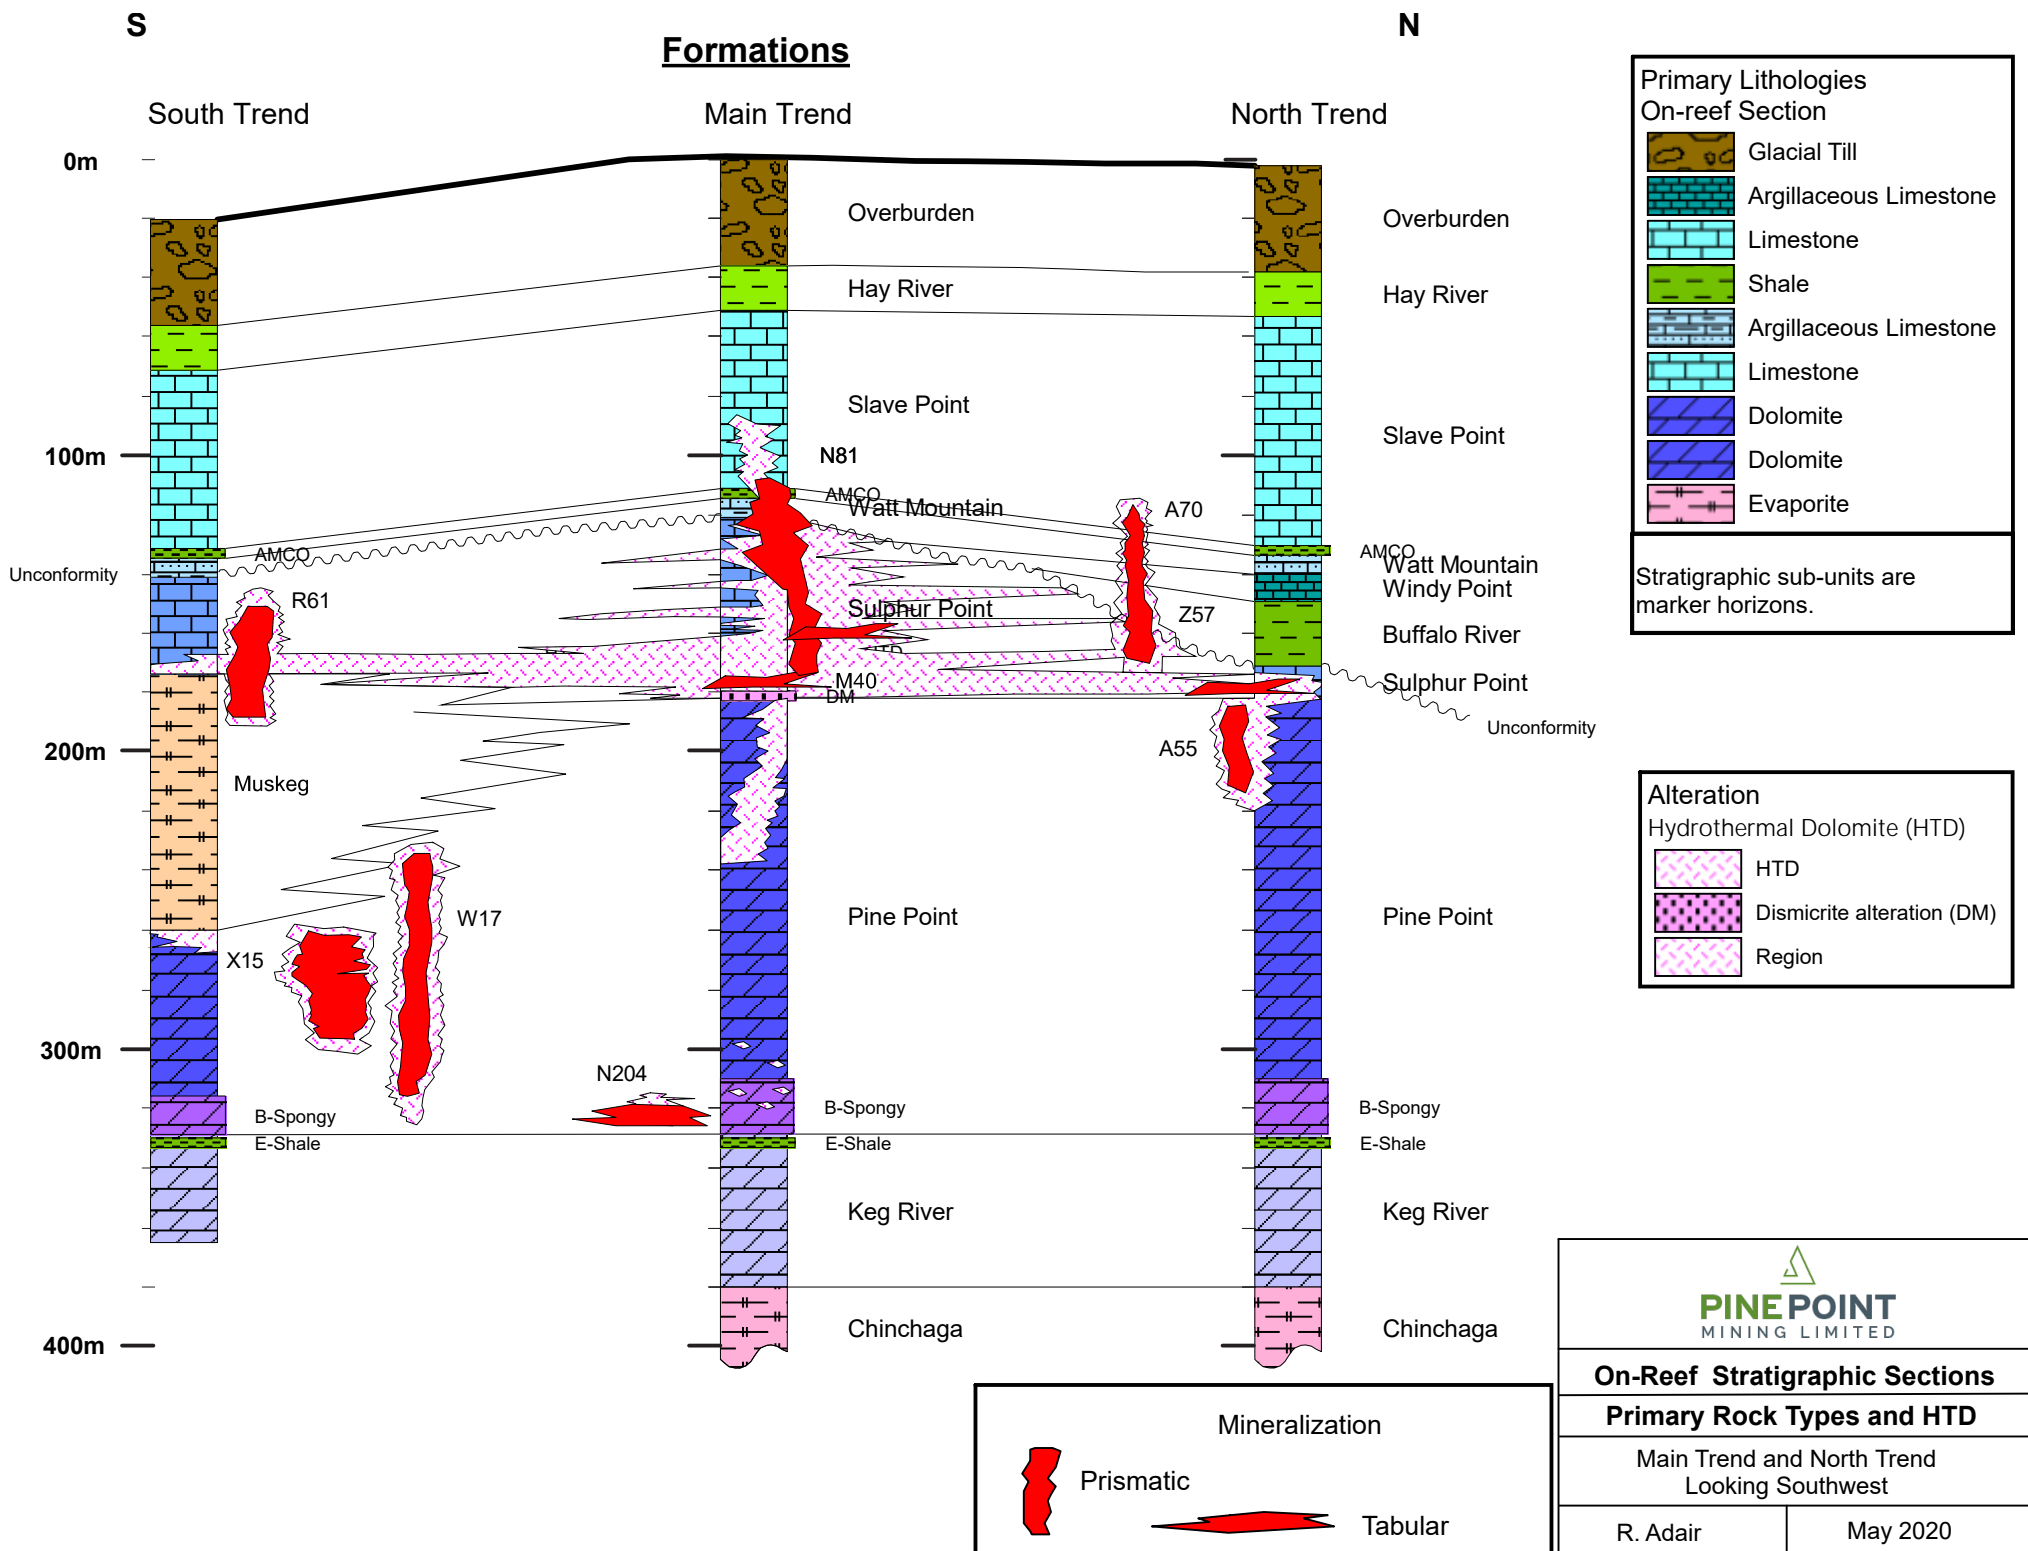 S
N
Formations
South Trend
Main Trend
North Trend
0m
100m
200m
300m
400m
Unconformity
AMCO
R61
Muskeg
X15
W17
N204
B-Spongy
E-Shale
Overburden
Hay River
Slave Point
N81
AMCO
Watt Mountain
Sulphur Point
M40
DM
Pine Point
B-Spongy
E-Shale
Keg River
Chinchaga
A70
Z57
A55
Overburden
Hay River
Slave Point
AMCO
Watt Mountain
Windy Point
Buffalo River
Sulphur Point
Unconformity
Pine Point
B-Spongy
E-Shale
Keg River
Chinchaga
Primary Lithologies
On-reef Section
Glacial Till
Argillaceous Limestone
Limestone
Shale
Argillaceous Limestone
Limestone
Dolomite
Dolomite
Evaporite
Stratigraphic sub-units are
marker horizons.
Alteration
Hydrothermal Dolomite (HTD)
HTD
Dismicrite alteration (DM)
Region
Mineralization
Prismatic
Tabular
PINE POINT
MINING LIMITED
On-Reef Stratigraphic Sections
Primary Rock Types and HTD
Main Trend and North Trend
Looking Southwest
R. Adair
May 2020